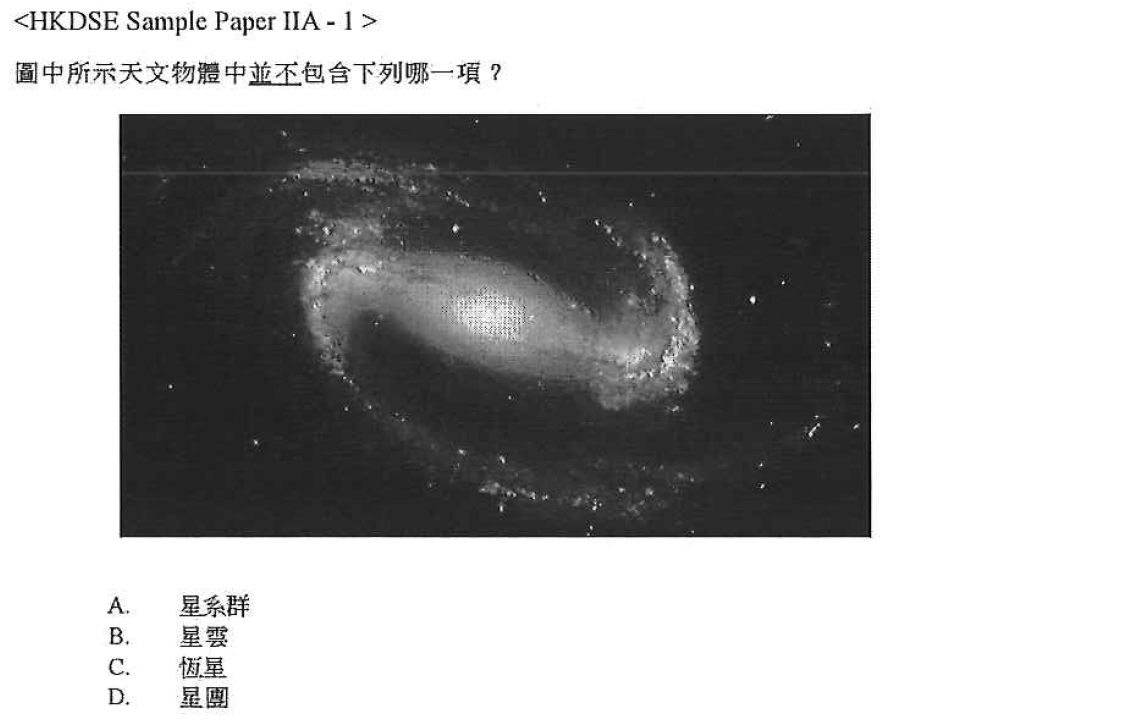 <HKDSE Sample Paper IIA - 1 >
圖中所示天文物體中並不包含下列哪一項？
A. 星系群
B. 星雲
C. 恆星
D. 星團